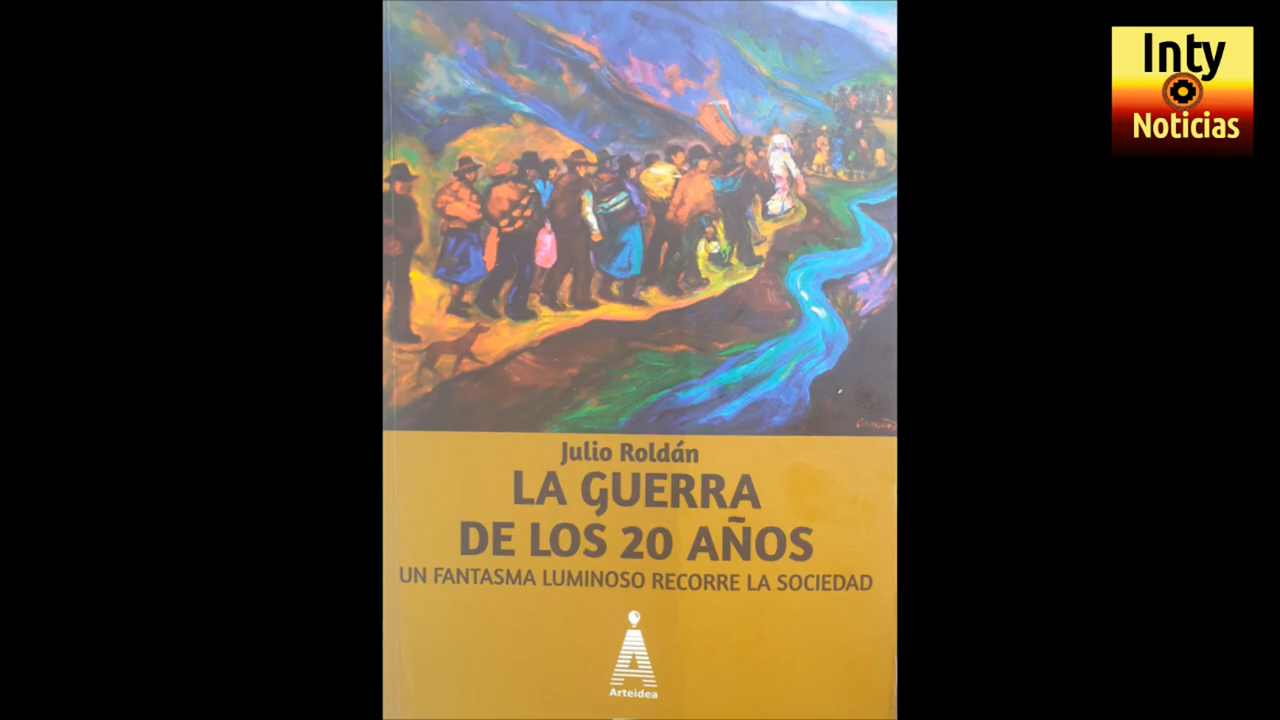 Inty
Noticias
Julio Roldán
LA GUERRA
DE LOS 20 AÑOS
UN FANTASMA LUMINOSO RECORRE LA SOCIEDAD
Arteidea